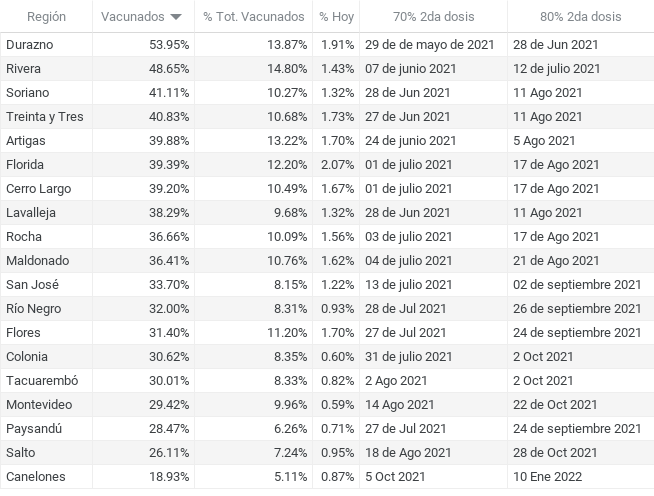 Región Vacunados % Tot. Vacunados % Hoy 70% 2da dosis 80% 2da dosis
Durazno 53.95% 13.87% 1.91% 29 de de mayo de 2021 28 de Jun 2021
Rivera 48.65% 14.80% 1.43% 07 de junio 2021 12 de julio 2021
Soriano 41.11% 10.27% 1.32% 28 de Jun 2021 11 Ago 2021
Treinta y Tres 40.83% 10.68% 1.73% 27 de Jun 2021 11 Ago 2021
Artigas 39.88% 13.22% 1.70% 24 de junio 2021 5 Ago 2021
Florida 39.39% 12.20% 2.07% 01 de julio 2021 17 de Ago 2021
Cerro Largo 39.20% 10.49% 1.67% 01 de julio 2021 17 de Ago 2021
Lavalleja 38.29% 9.68% 1.32% 28 de Jun 2021 11 Ago 2021
Rocha 36.66% 10.09% 1.56% 03 de julio 2021 17 de Ago 2021
Maldonado 36.41% 10.76% 1.62% 04 de julio 2021 21 de Ago 2021
San José 33.70% 8.15% 1.22% 13 de julio 2021 02 de septiembre 2021
Río Negro 32.00% 8.31% 0.93% 28 de Jul 2021 26 de septiembre 2021
Flores 31.40% 11.20% 1.70% 27 de Jul 2021 24 de septiembre 2021
Colonia 30.62% 8.35% 0.60% 31 de julio 2021 2 Oct 2021
Tacuarembó 30.01% 8.33% 0.82% 2 Ago 2021 2 Oct 2021
Montevideo 29.42% 9.96% 0.59% 14 Ago 2021 22 de Oct 2021
Paysandú 28.47% 6.26% 0.71% 27 de Jul 2021 24 de septiembre 2021
Salto 26.11% 7.24% 0.95% 18 de Ago 2021 28 de Oct 2021
Canelones 18.93% 5.11% 0.87% 5 Oct 2021 10 Ene 2022